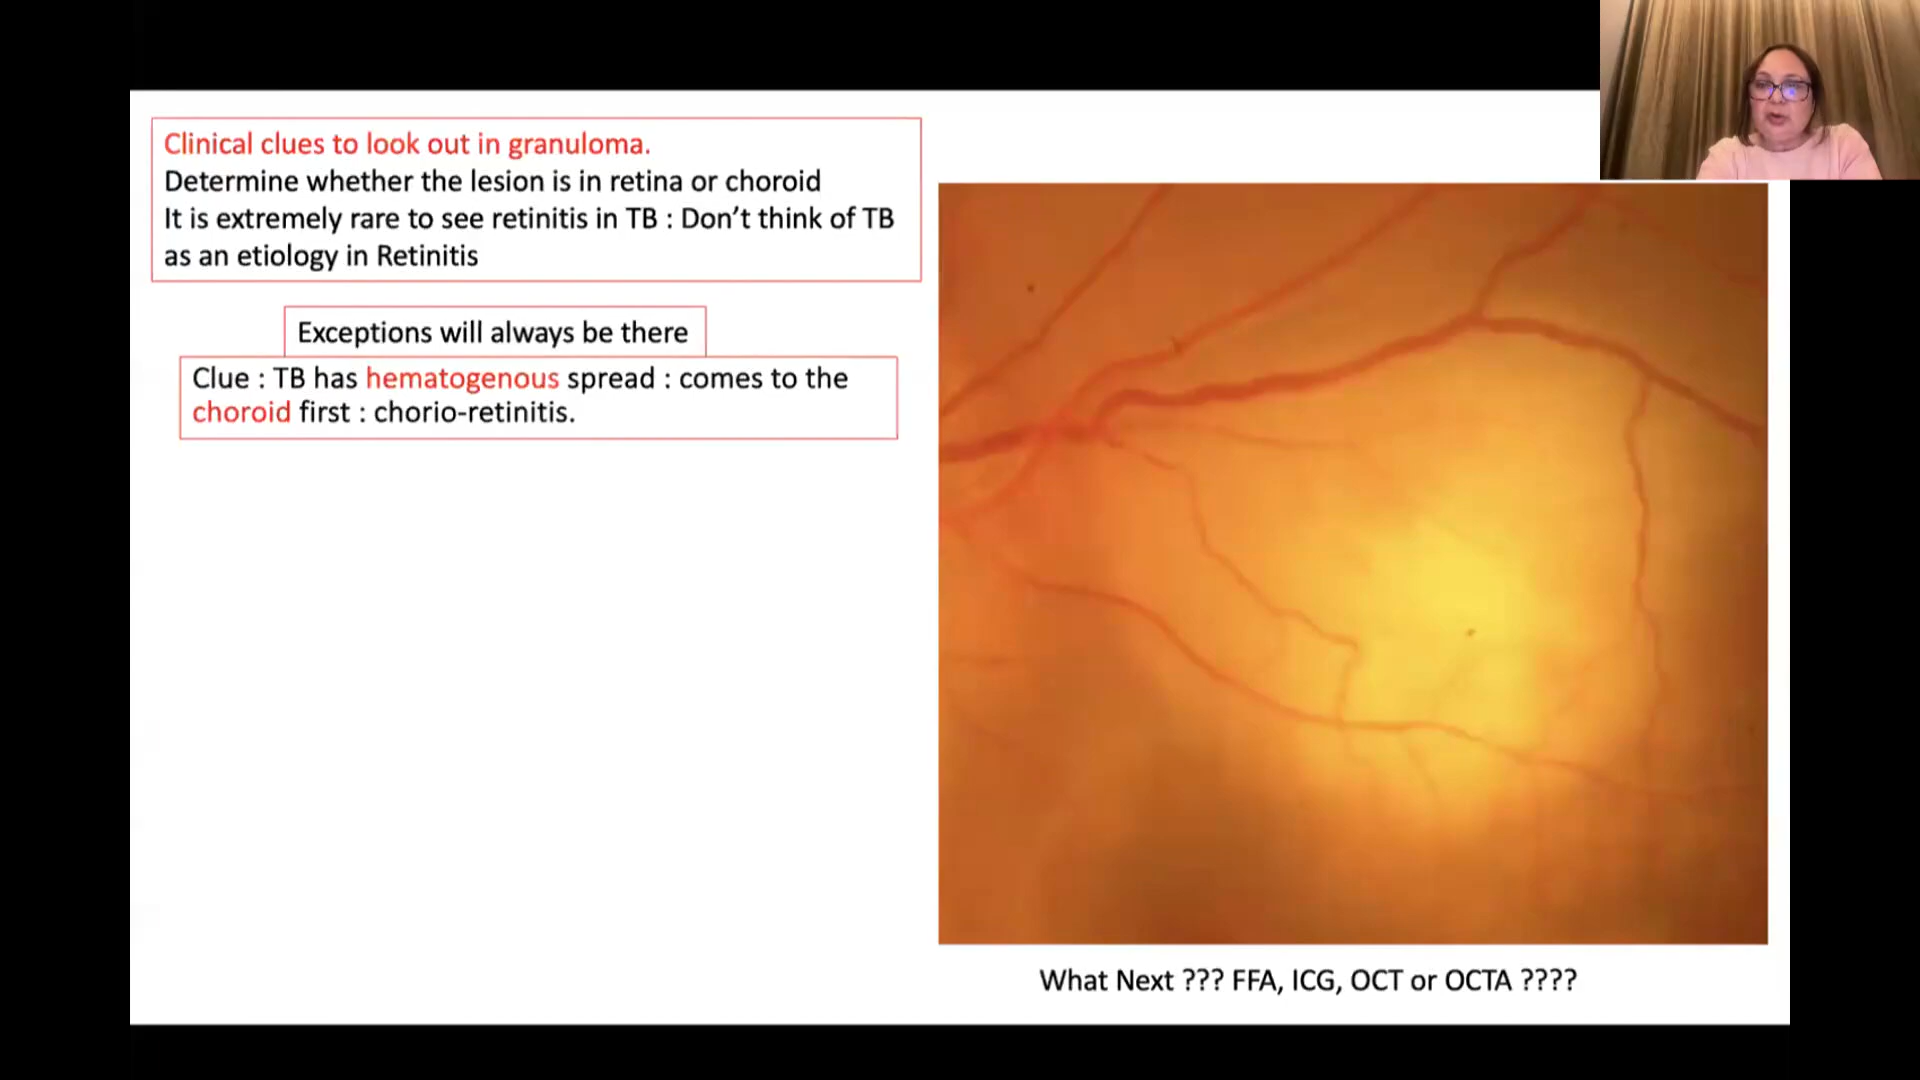 Clinical clues to look out in granuloma.
Determine whether the lesion is in retina or choroid
It is extremely rare to see retinitis in TB : Don’t think of TB
as an etiology in Retinitis
Exceptions will always be there
Clue : TB has hematogenous spread : comes to the
choroid first : chorio-retinitis.
What Next ??? FFA, ICG, OCT or OCTA ????